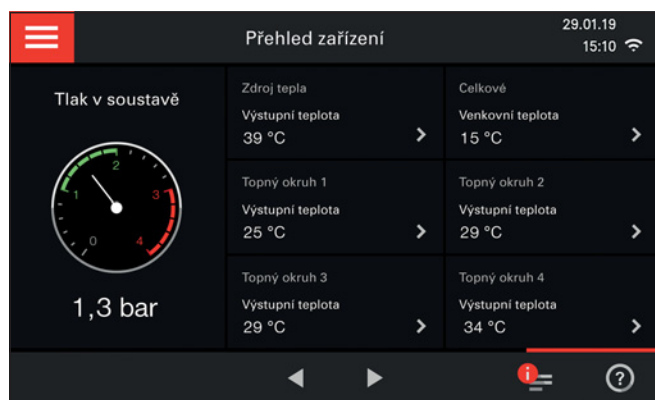 Přehled zařízení
29.01.19
15:10
Tlak v soustavě
0
1
2
3
4
1,3 bar
Zdroj tepla
Výstupní teplota
39 °C
Celkové
Venkovní teplota
15 °C
Topný okruh 1
Výstupní teplota
25 °C
Topný okruh 2
Výstupní teplota
29 °C
Topný okruh 3
Výstupní teplota
29 °C
Topný okruh 4
Výstupní teplota
34 °C
i
?